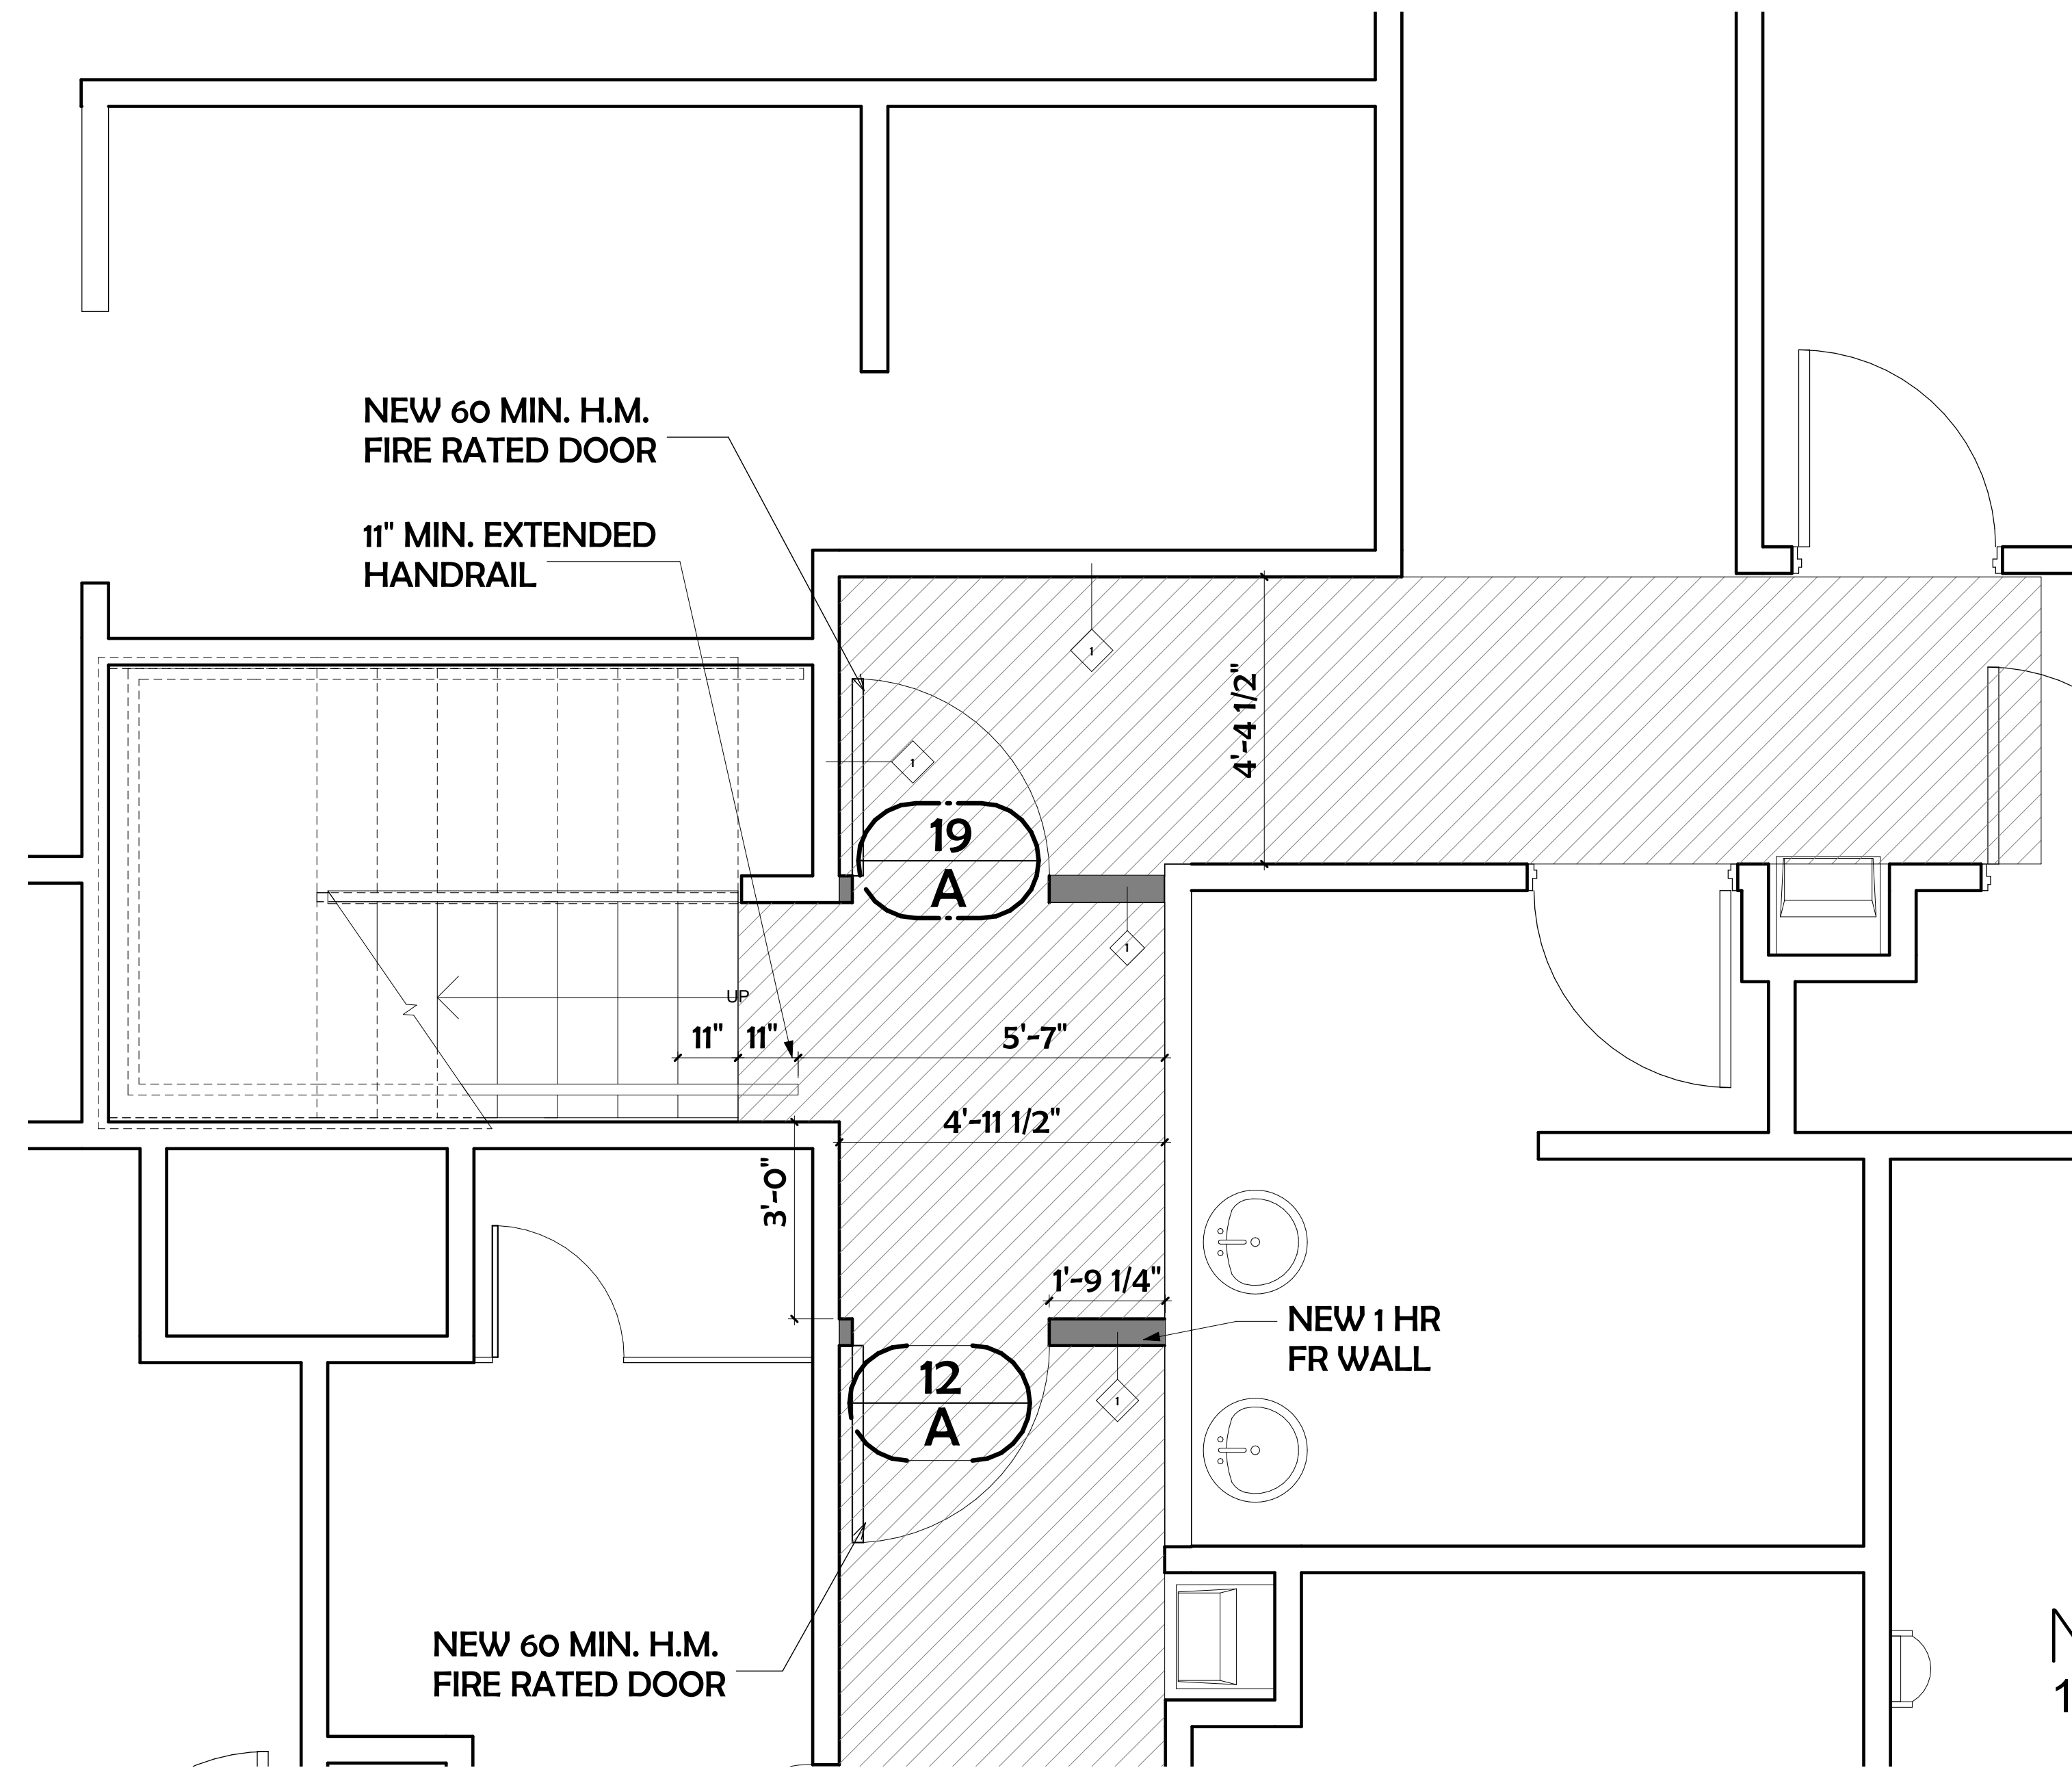 NEW 60 MIN. H.M.
FIRE RATED DOOR
11" MIN. EXTENDED
HANDRAIL
1
4'-4 1/2"
1
19
A
1
UP
11"
11"
5'-7"
4'-11 1/2"
3'-0"
1'-9 1/4"
NEW 1 HR
FR WALL
12
A
1
NEW 60 MIN. H.M.
FIRE RATED DOOR
1